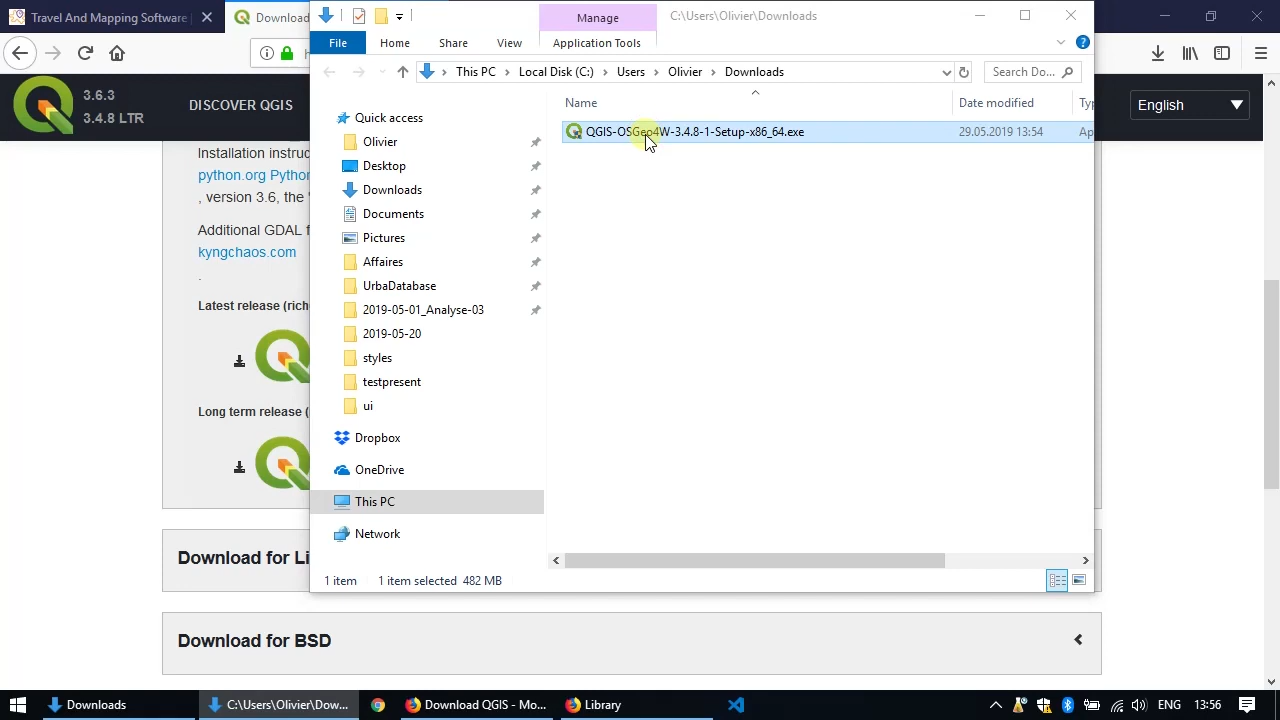 Travel And Mapping Software
Download
Manage
C:\Users\Olivier\Downloads
File
Home
Share
View
Application Tools
This PC
Local Disk (C:)
Users
Olivier
Downloads
Search Do...
3.6.3
3.4.8 LTR
DISCOVER QGIS
English
Name
Date modified
Ty
QGIS-OSGeo4W-3.4.8-1-Setup-x86_64.exe
29.05.2019 13:54
Ap
Quick access
Olivier
Desktop
Downloads
Documents
Pictures
Affaires
UrbaDatabase
2019-05-01_Analyse-03
2019-05-20
styles
testpresent
ui
Dropbox
OneDrive
This PC
Network
1 item
1 item selected 482 MB
Installation instruc
python.org Python
, version 3.6, the
Additional GDAL f
kyngchaos.com
.
Latest release (rich
Long term release (
Download for Li
Download for BSD
Downloads
C:\Users\Olivier\Dow...
Download QGIS - Mo...
Library
ENG
13:56